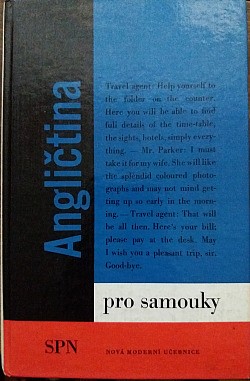 Angličtina
Travel agent: Help yourself to
the folder on the counter.
Here you will be able to find
full details of the time-table,
the sights, hotels, simply every-
thing. — Mr. Parker: I must
take it for my wife. She will like
the splendid coloured photo-
graphs and may not mind get-
ting up so early in the morn-
ing. — Travel agent: That will
be all then. Here's your bill;
please pay at the desk. May
I wish you a pleasant trip, sir.
Good-bye.
pro samouky
SPN
NOVÁ MODERNÍ UČEBNICE